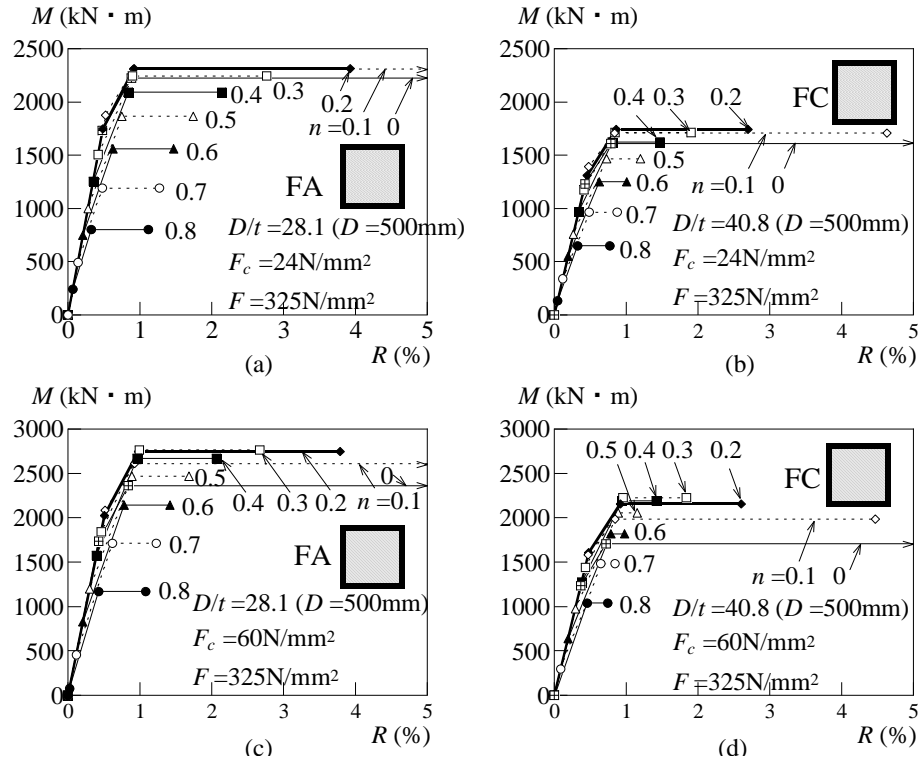 M (kN・m)
2500
2000
1500
1000
500
0
0 1 2 3 4 5
R (%)
(a)
0.4
0.3
0.2
n=0.1 0
0.5
0.6
0.7
0.8
FA
D/t=28.1 (D=500mm)
F_c=24N/mm²
F=325N/mm²
M (kN・m)
2500
2000
1500
1000
500
0
0 1 2 3 4 5
R (%)
(b)
0.4 0.3 0.2
FC
n=0.1 0
0.5
0.6
0.7
0.8
D/t=40.8 (D=500mm)
F_c=24N/mm²
F=325N/mm²
M (kN・m)
3000
2500
2000
1500
1000
500
0
0 1 2 3 4 5
R (%)
(c)
0.5
0
0.6
0.4 0.3 0.2 n=0.1
0.7
0.8
FA
D/t=28.1 (D=500mm)
F_c=60N/mm²
F=325N/mm²
M (kN・m)
3000
2500
2000
1500
1000
500
0
0 1 2 3 4 5
R (%)
(d)
0.5 0.4 0.3 0.2
FC
0.6
0.7
n=0.1 0
0.8
D/t=40.8 (D=500mm)
F_c=60N/mm²
F=325N/mm²